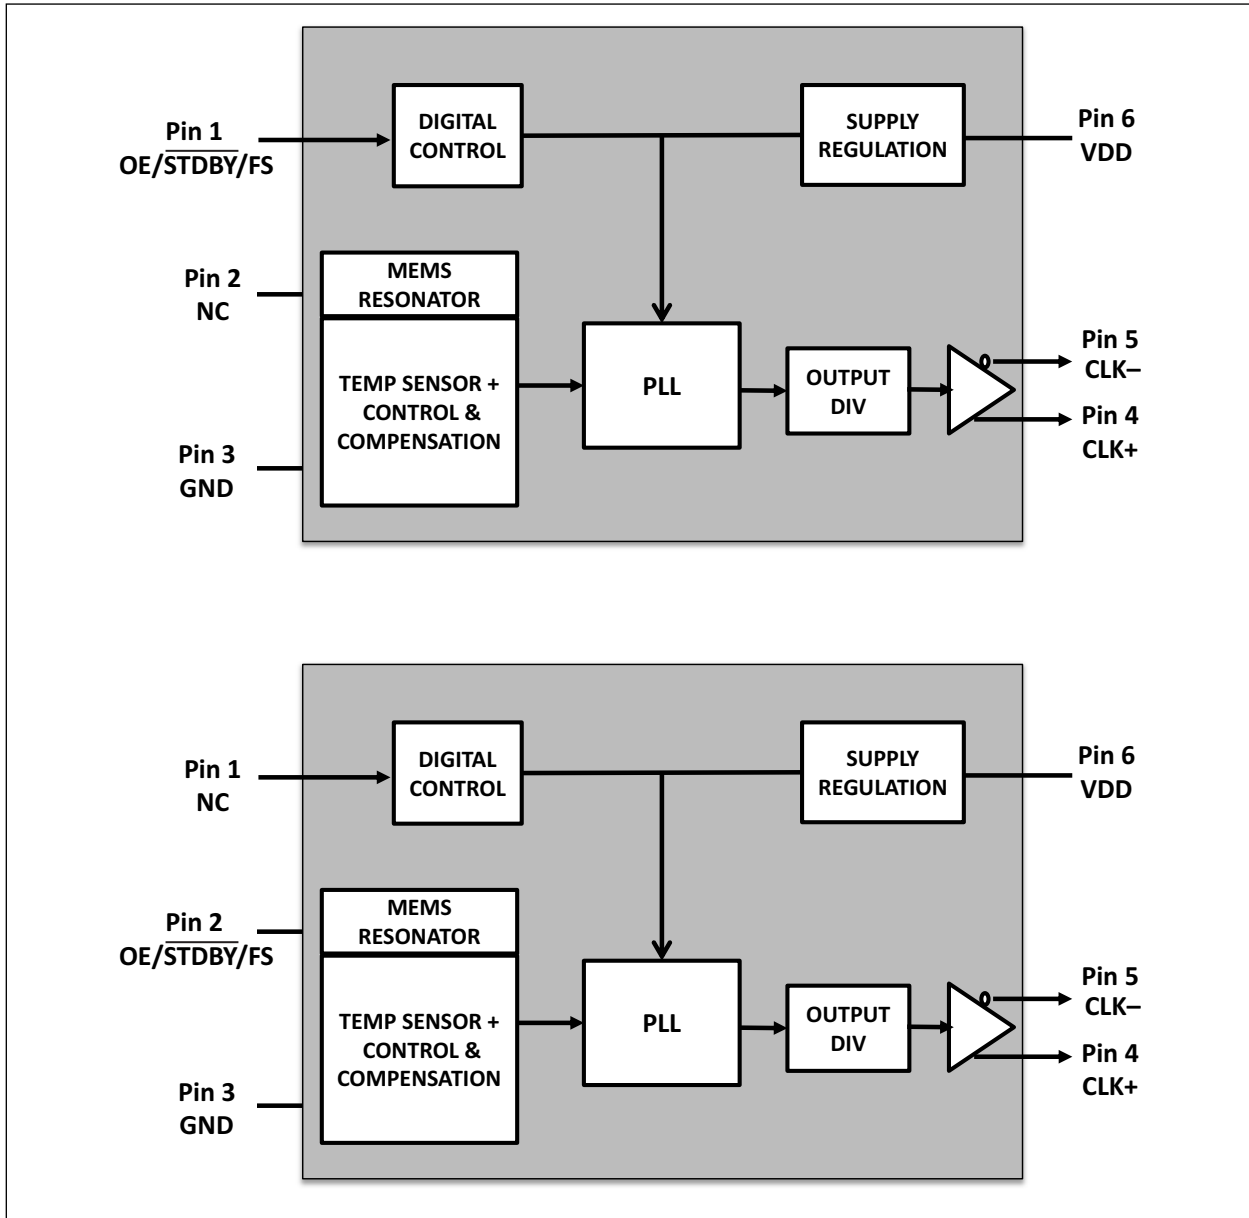 Pin 1
OE/STDBY/FS
DIGITAL
CONTROL
SUPPLY
REGULATION
Pin 6
VDD
Pin 2
NC
MEMS
RESONATOR
TEMP SENSOR +
CONTROL &
COMPENSATION
PLL
OUTPUT
DIV
Pin 5
CLK–
Pin 4
CLK+
Pin 3
GND
Pin 1
NC
DIGITAL
CONTROL
SUPPLY
REGULATION
Pin 6
VDD
Pin 2
OE/STDBY/FS
MEMS
RESONATOR
TEMP SENSOR +
CONTROL &
COMPENSATION
PLL
OUTPUT
DIV
Pin 5
CLK–
Pin 4
CLK+
Pin 3
GND